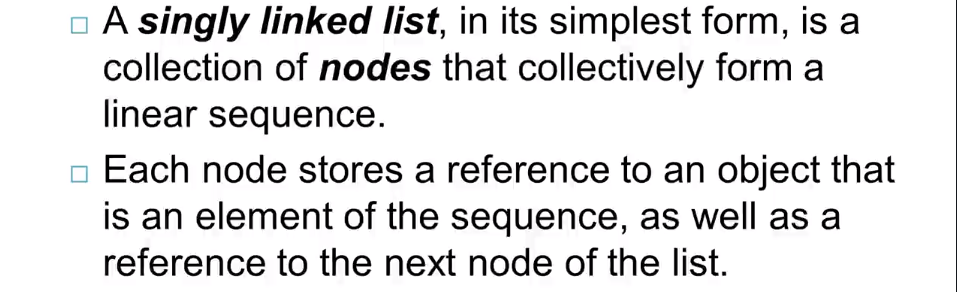 A singly linked list, in its simplest form, is a
collection of nodes that collectively form a
linear sequence.
Each node stores a reference to an object that
is an element of the sequence, as well as a
reference to the next node of the list.